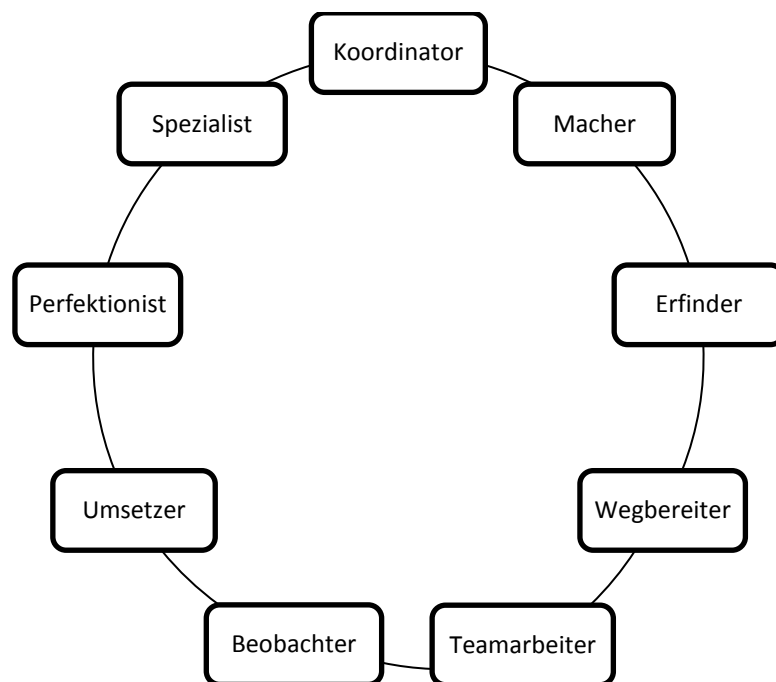 Koordinator
Macher
Erfinder
Wegbereiter
Teamarbeiter
Beobachter
Umsetzer
Perfektionist
Spezialist